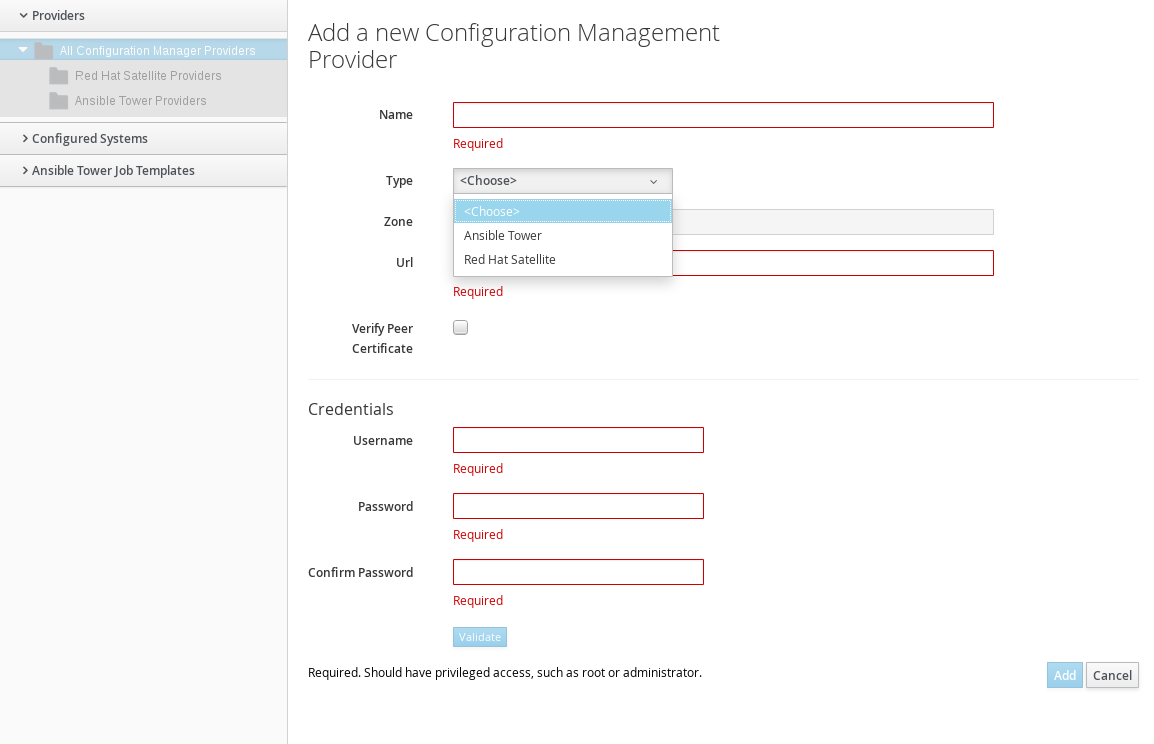 Providers
All Configuration Manager Providers
Red Hat Satellite Providers
Ansible Tower Providers
Configured Systems
Ansible Tower Job Templates
Add a new Configuration Management
Provider
Name
Required
Type
<Choose>
<Choose>
Ansible Tower
Red Hat Satellite
Zone
Url
Required
Verify Peer
Certificate
Credentials
Username
Required
Password
Required
Confirm Password
Required
Validate
Required. Should have privileged access, such as root or administrator.
Add
Cancel